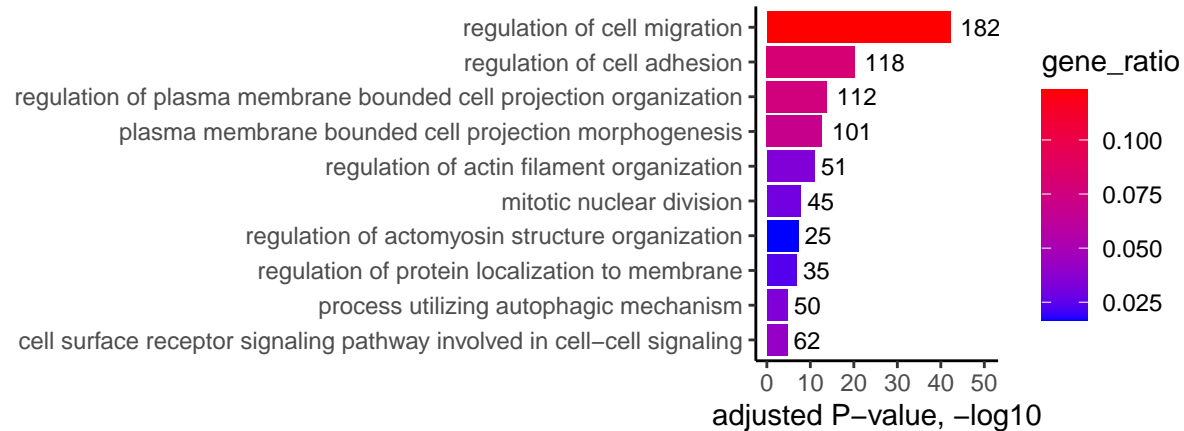 regulation of cell migration 182
regulation of cell adhesion 118
regulation of plasma membrane bounded cell projection organization 112
plasma membrane bounded cell projection morphogenesis 101
regulation of actin filament organization 51
mitotic nuclear division 45
regulation of actomyosin structure organization 25
regulation of protein localization to membrane 35
process utilizing autophagic mechanism 50
cell surface receptor signaling pathway involved in cell−cell signaling 62
0 10 20 30 40 50
adjusted P−value, −log10
gene_ratio
0.100
0.075
0.050
0.025